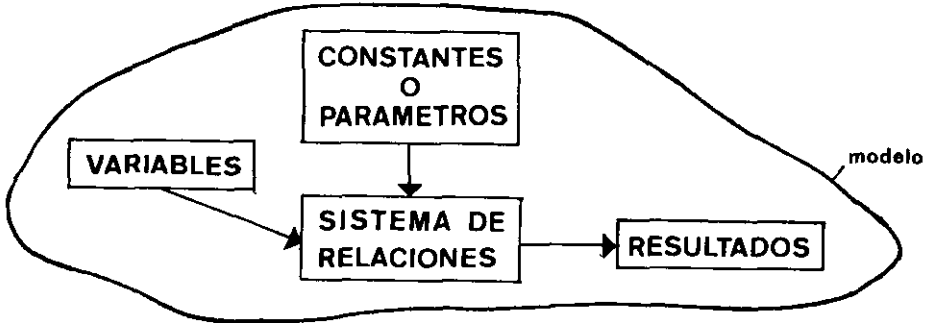 CONSTANTES
O
PARAMETROS
VARIABLES
modelo
SISTEMA DE
RELACIONES
RESULTADOS